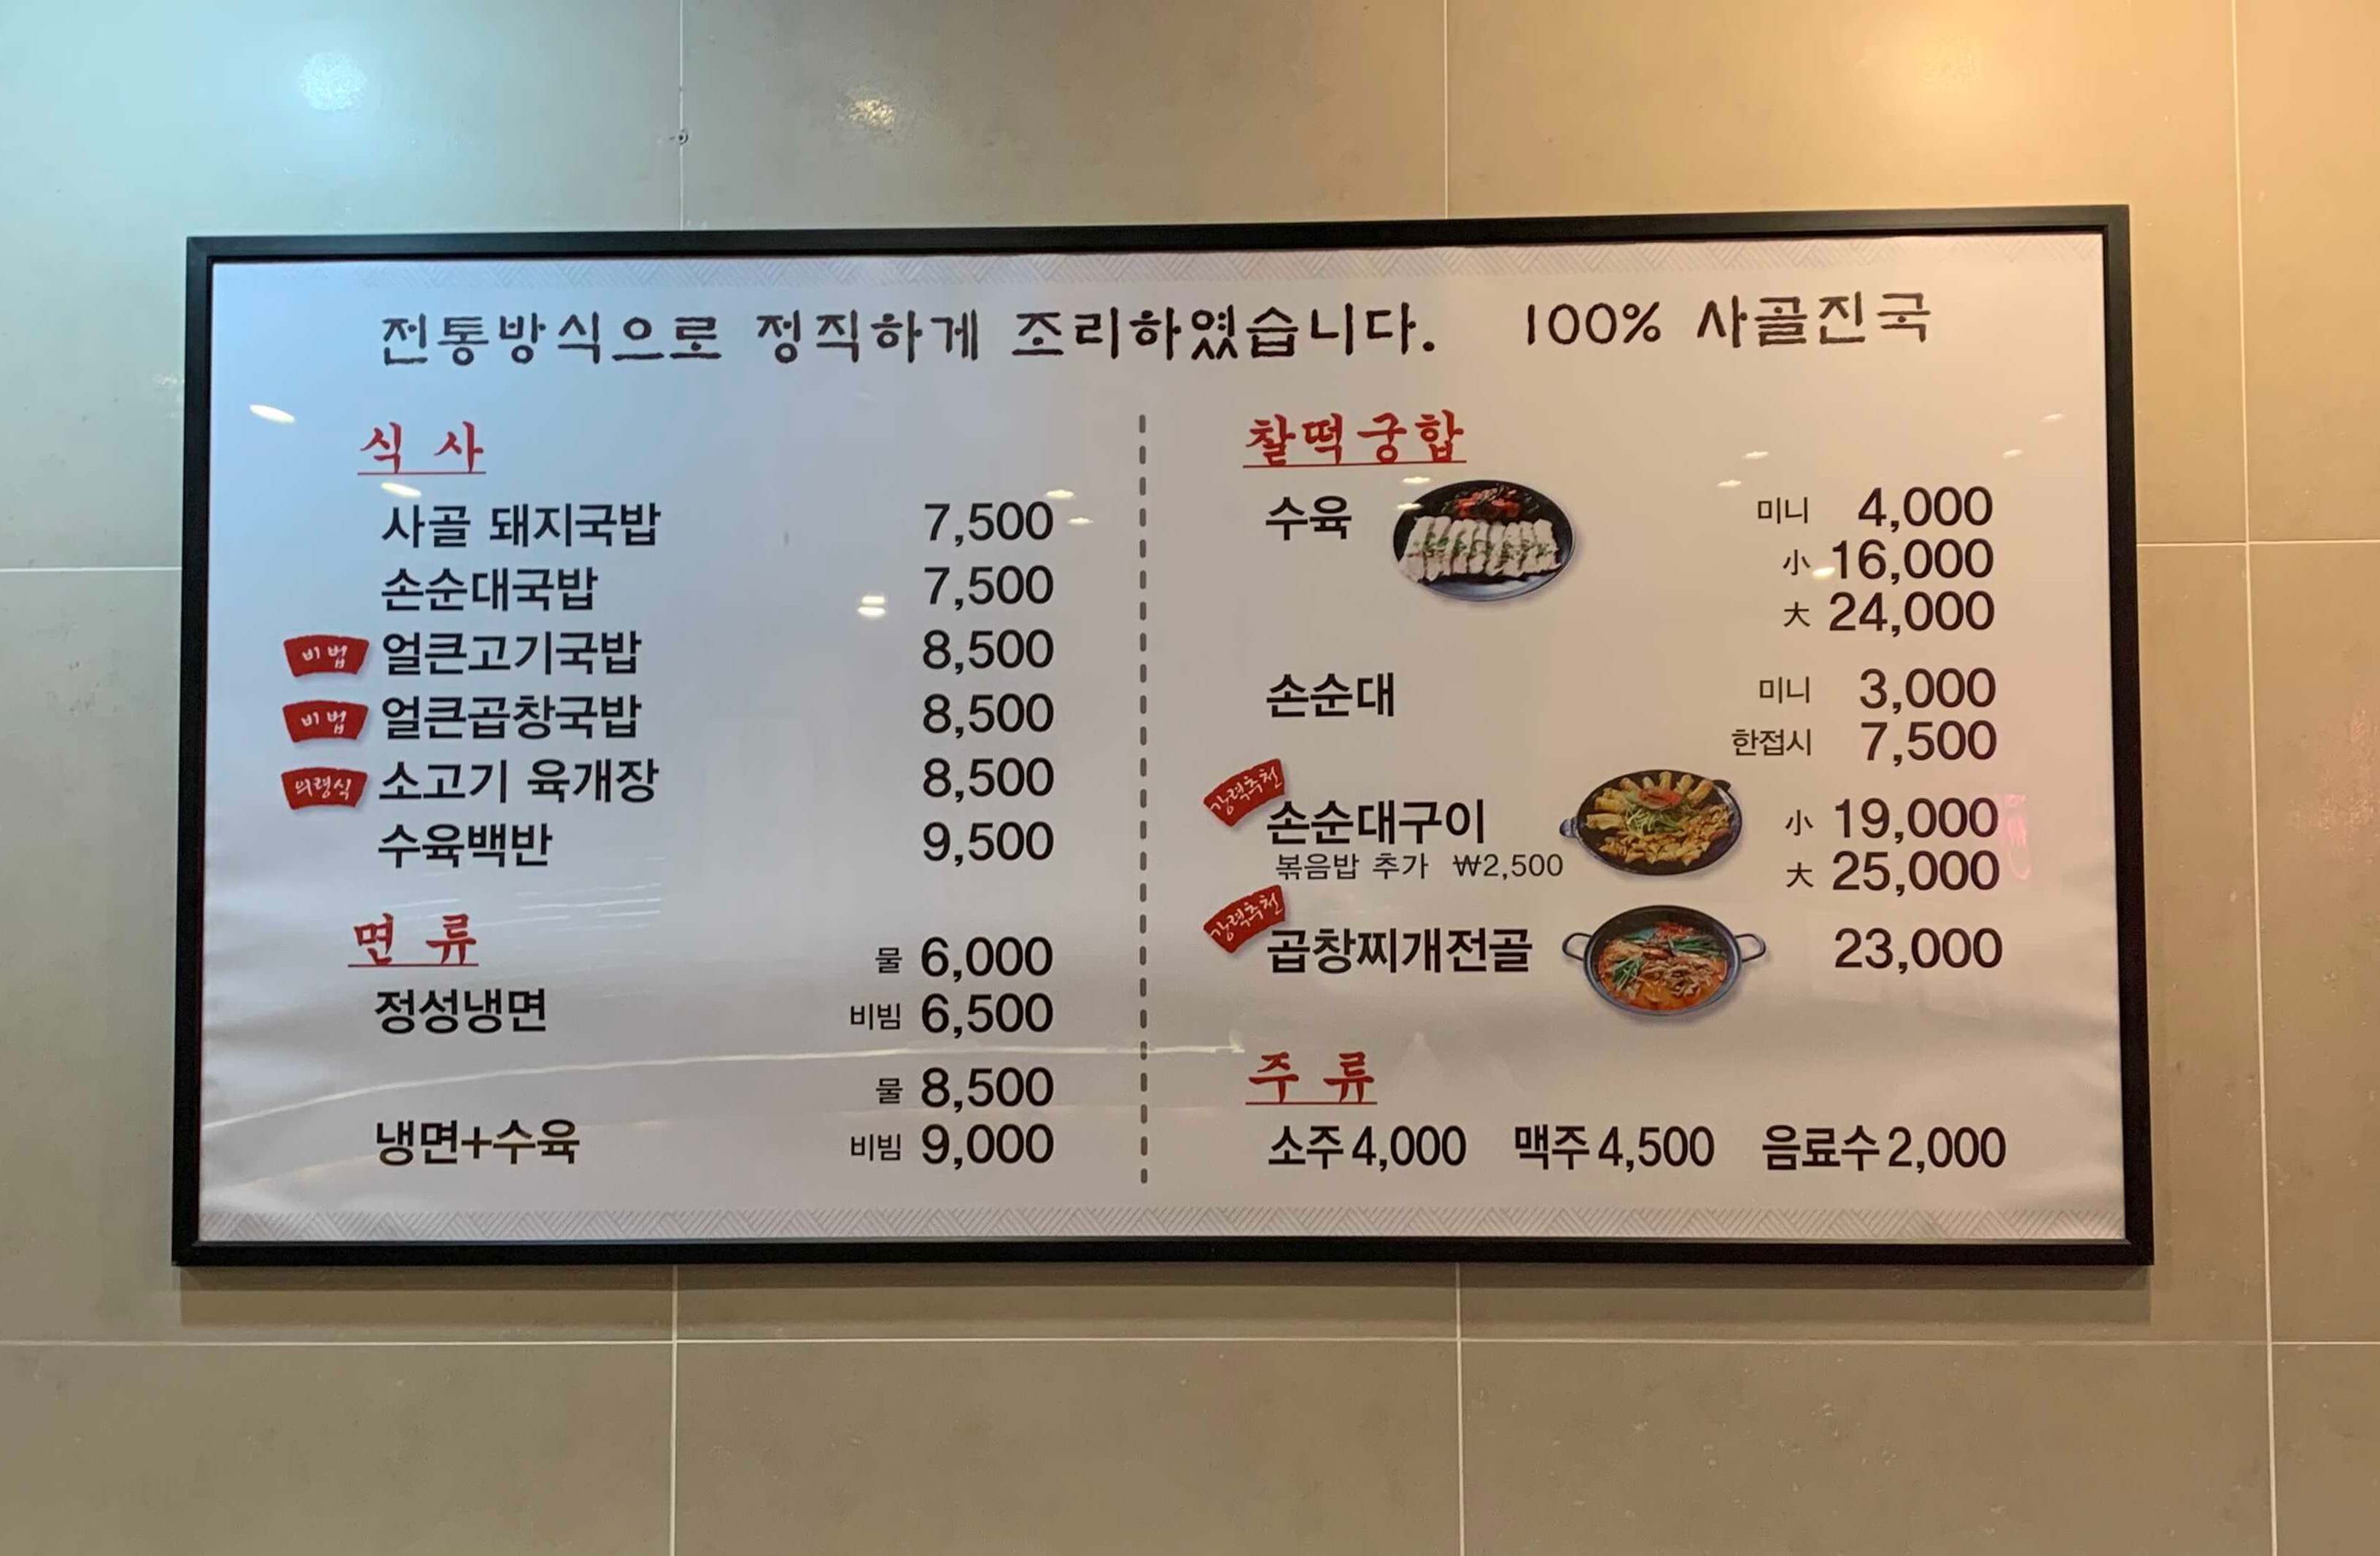 전통방식으로 정직하게 조리하였습니다. 100% 사골진국
식 사
사골 돼지국밥 7,500
손순대국밥 7,500
비법 얼큰고기국밥 8,500
비법 얼큰곱창국밥 8,500
의령식 소고기 육개장 8,500
수육백반 9,500
면 류
물 6,000
정성냉면
비빔 6,500
물 8,500
냉면+수육
비빔 9,000
찰떡궁합
수육 미니 4,000
小 16,000
大 24,000
손순대 미니 3,000
한접시 7,500
강력추천
손순대구이 小 19,000
볶음밥 추가 ₩2,500 大 25,000
강력추천
곱창찌개전골 23,000
주 류
소주 4,000 맥주 4,500 음료수 2,000